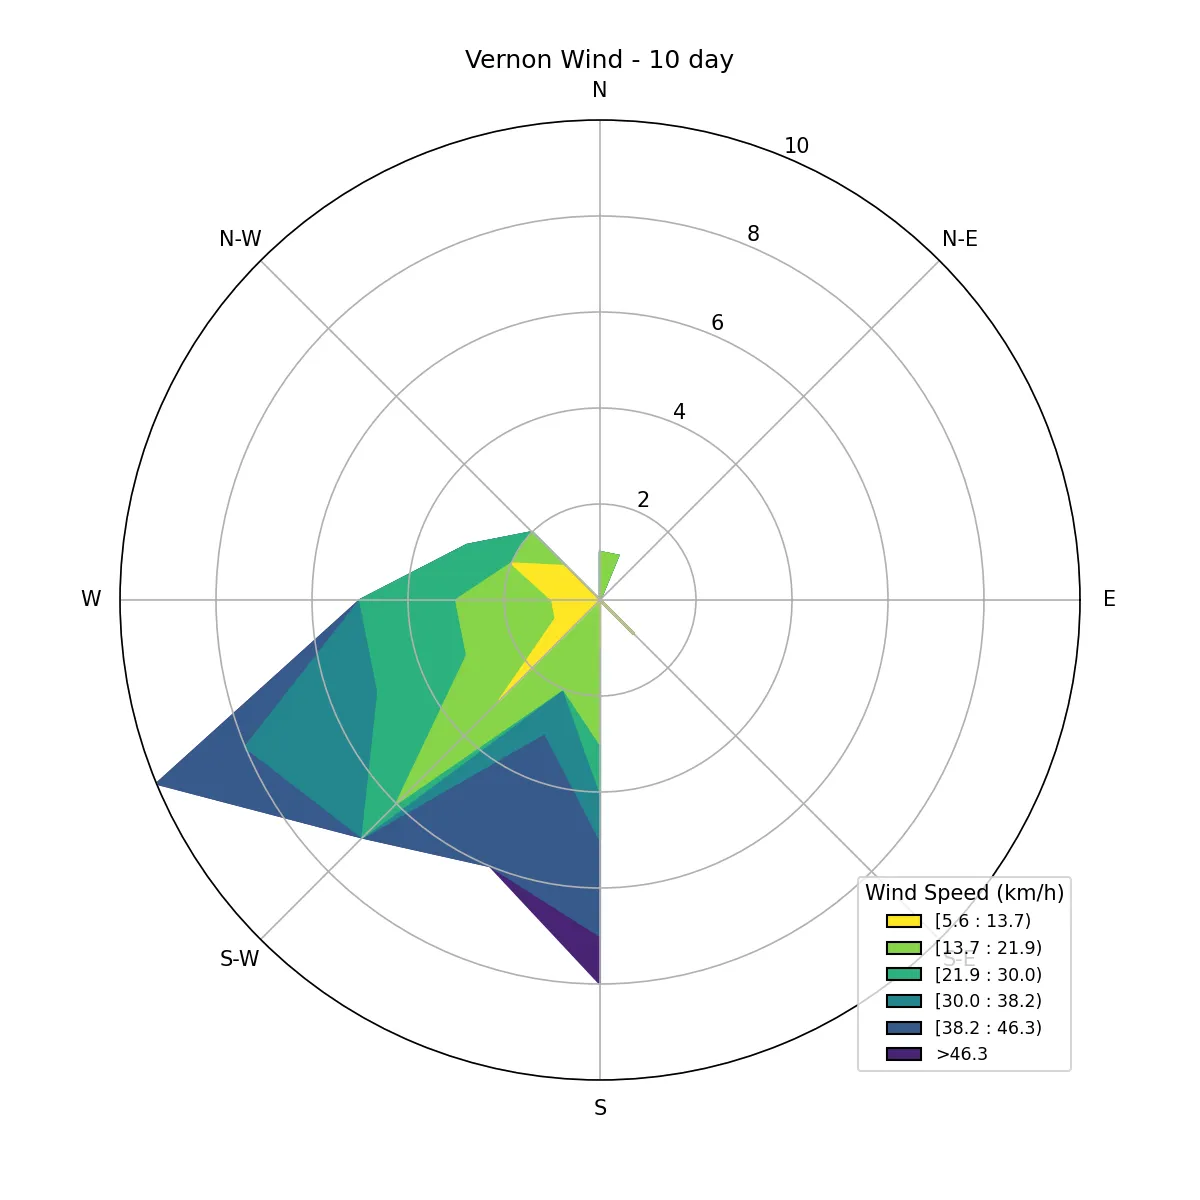 Vernon Wind - 10 day
N
10
N-W
N-E
8
6
4
2
W
E
Wind Speed (km/h)
[5.6 : 13.7)
[13.7 : 21.9)
S-W
S-E
[21.9 : 30.0)
[30.0 : 38.2)
[38.2 : 46.3)
>46.3
S